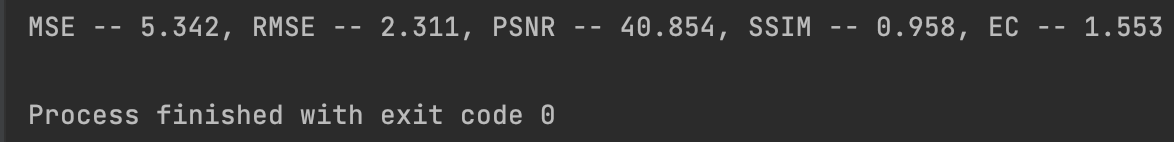 MSE -- 5.342, RMSE -- 2.311, PSNR -- 40.854, SSIM -- 0.958, EC -- 1.553
Process finished with exit code 0